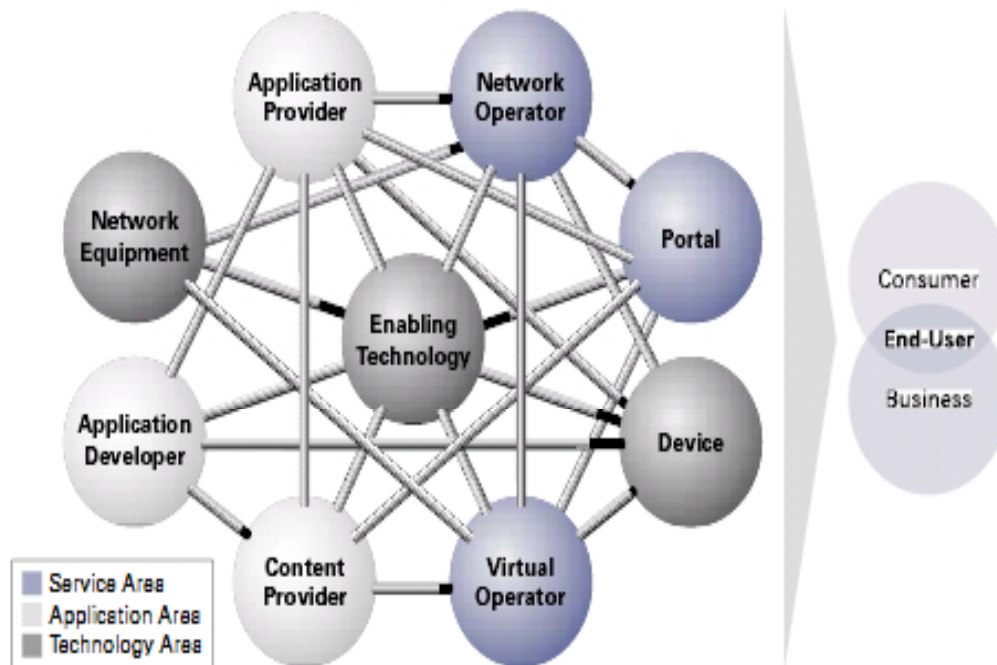 Application
Provider
Network
Operator
Network
Equipment
Portal
Enabling
Technology
Application
Developer
Device
Content
Provider
Virtual
Operator
Consumer
End-User
Business
Service Area
Application Area
Technology Area